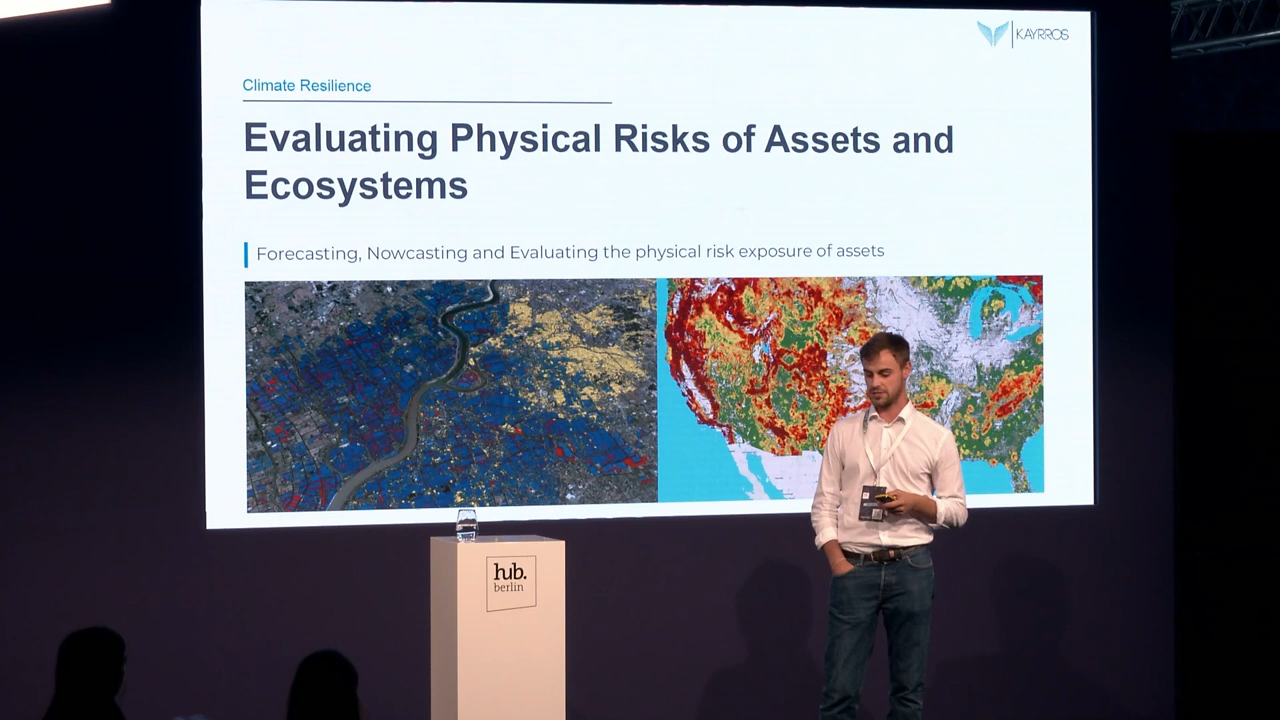 KAYRROS
Climate Resilience
Evaluating Physical Risks of Assets and
Ecosystems
Forecasting, Nowcasting and Evaluating the physical risk exposure of assets
hub.
berlin